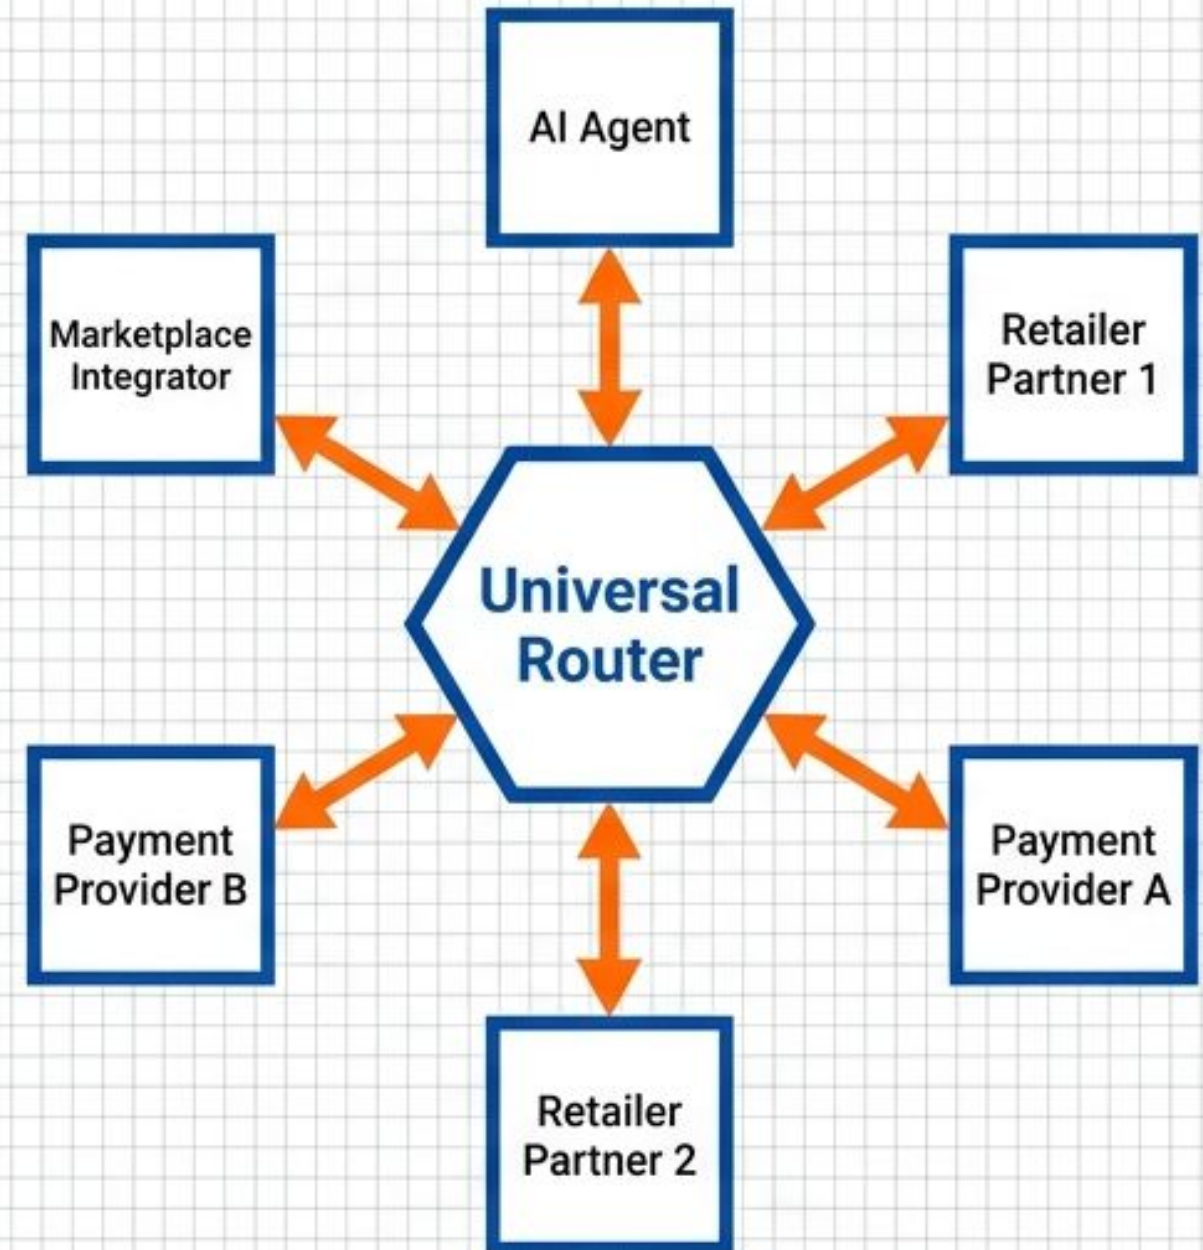 AI Agent
Marketplace
Integrator
Retailer
Partner 1
Universal
Router
Payment
Provider B
Payment
Provider A
Retailer
Partner 2